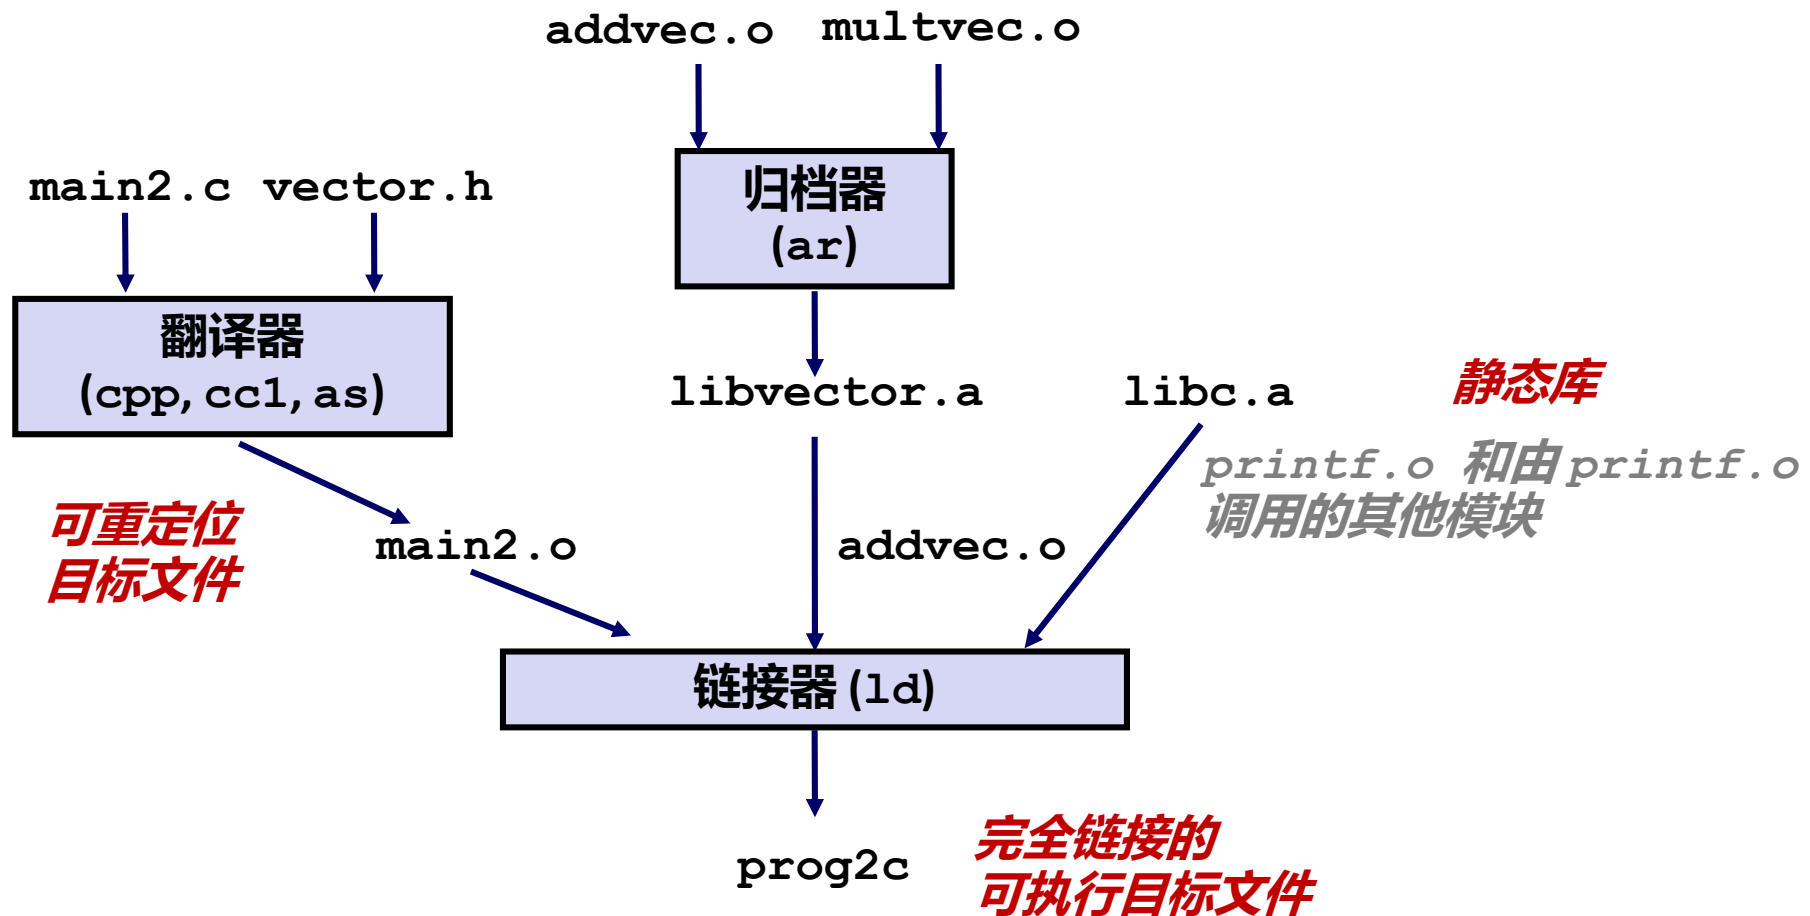 addvec.o multvec.o
main2.c vector.h
归档器
(ar)
翻译器
(cpp, cc1, as)
libvector.a libc.a 静态库
printf.o 和由 printf.o
调用的其他模块
可重定位
目标文件
main2.o addvec.o
链接器 (ld)
prog2c
完全链接的
可执行目标文件